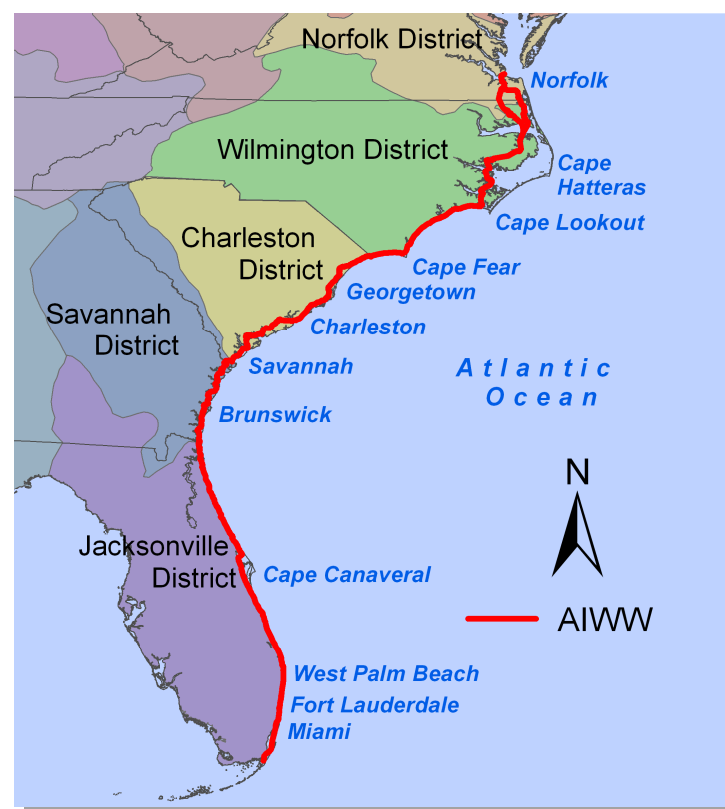 Norfolk District
Norfolk
Wilmington District
Cape
Hatteras
Cape Lookout
Charleston
District
Cape Fear
Georgetown
Charleston
Savannah
District
Savannah
Atlantic
Ocean
Brunswick
N
Jacksonville
District
Cape Canaveral
AIWW
West Palm Beach
Fort Lauderdale
Miami